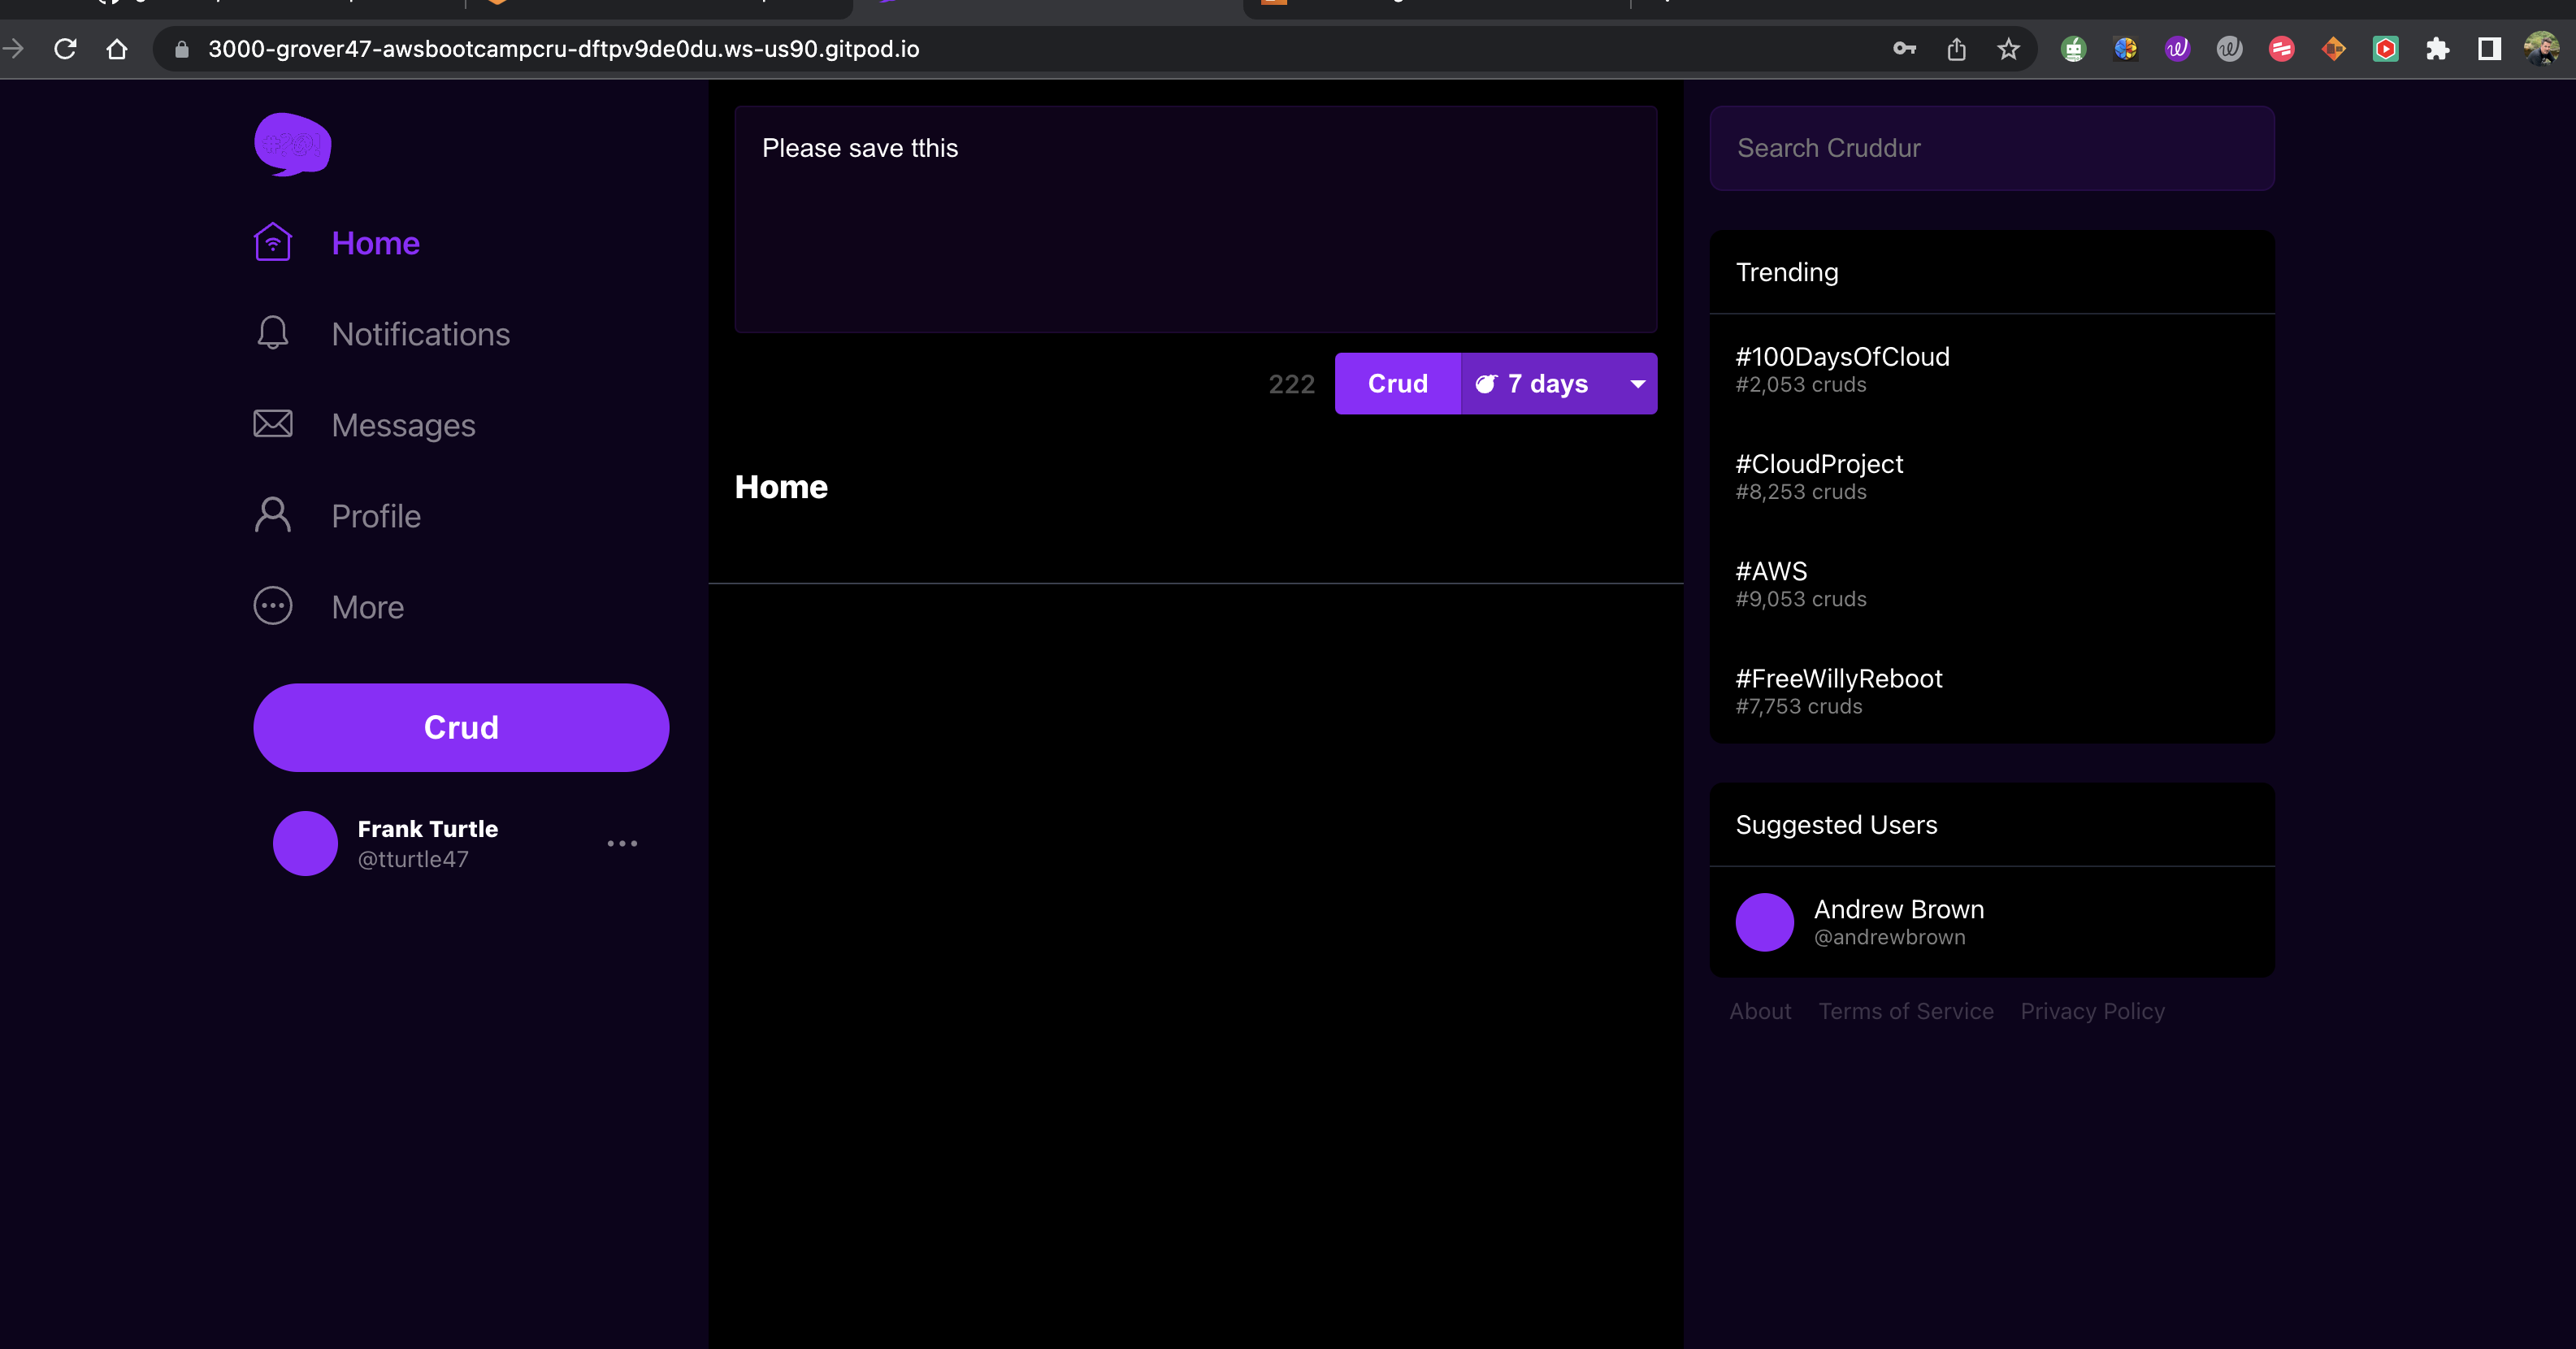 3000-grover47-awsbootcampcru-dftpv9de0du.ws-us90.gitpod.io
#?@!
Home
Notifications
Messages
Profile
More
Crud
Frank Turtle
@tturtle47
Please save tthis
222
Crud
7 days
Home
Search Cruddur
Trending
#100DaysOfCloud
#2,053 cruds
#CloudProject
#8,253 cruds
#AWS
#9,053 cruds
#FreeWillyReboot
#7,753 cruds
Suggested Users
Andrew Brown
@andrewbrown
About Terms of Service Privacy Policy